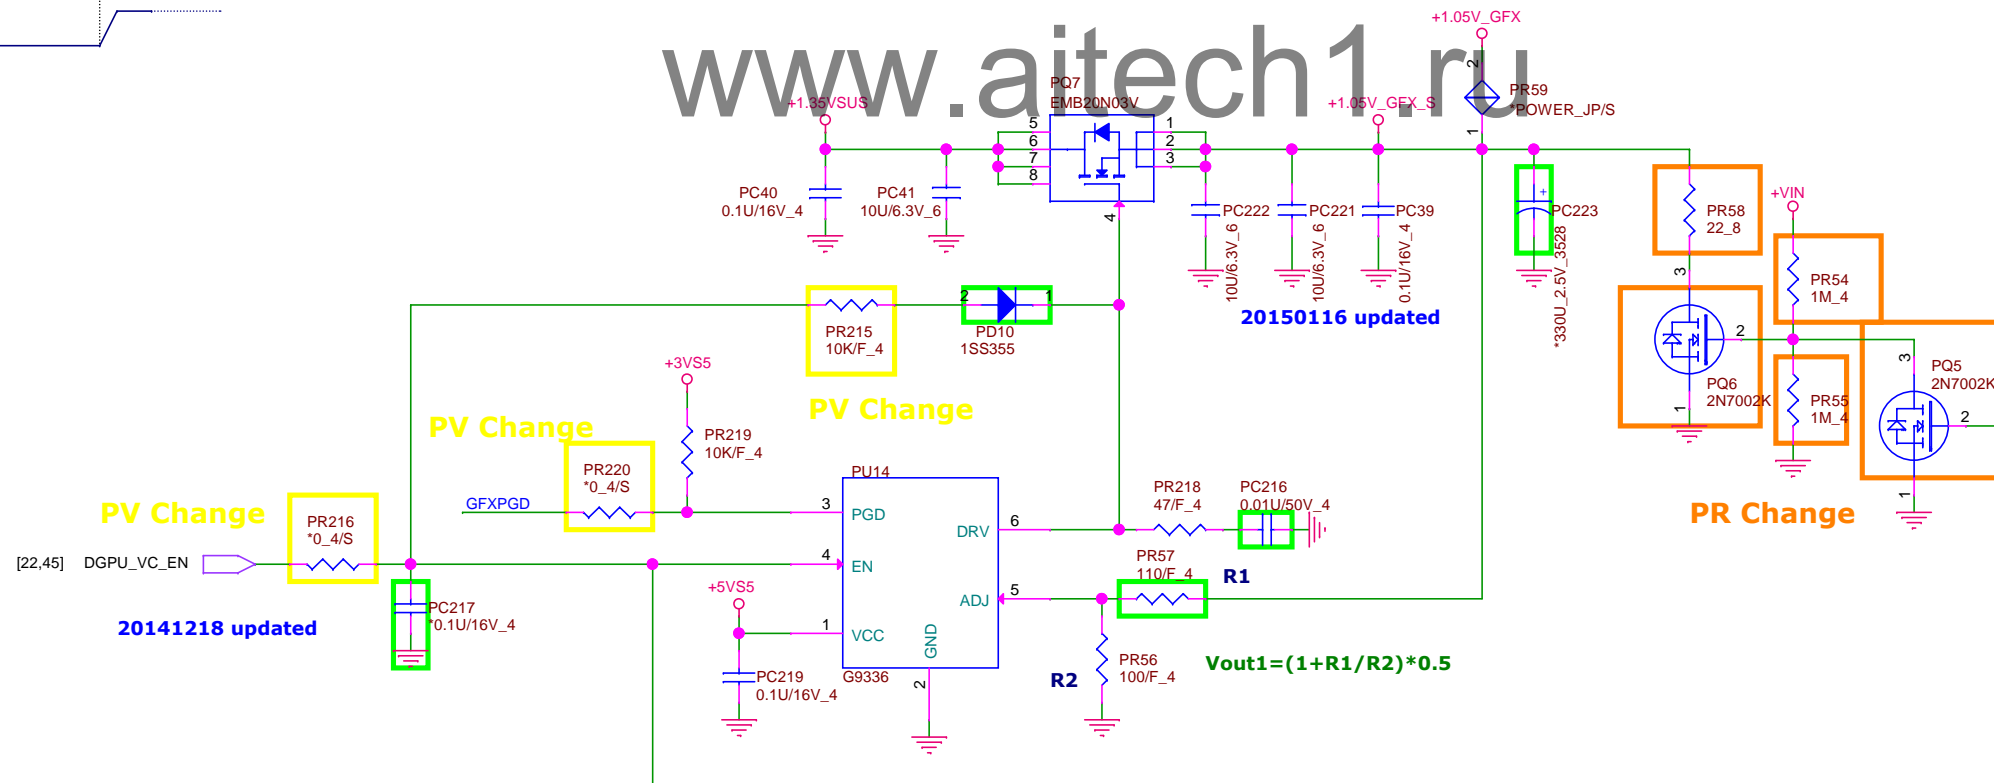 www.aitech1.ru
+1.05V_GFX
PQ7
EMB20N03V
+1.35VSUS
+1.05V_GFX_S
PR59
*POWER_JP/S
2
1
5
6
7
8
1
2
3
4
PC40
0.1U/16V_4
PC41
10U/6.3V_6
PC222
10U/6.3V_6
PC221
10U/6.3V_6
PC39
0.1U/16V_4
+
PC223
*330U_2.5V_3528
PR58
22_8
+VIN
PR54
1M_4
3
2
1
PQ6
2N7002K
PR55
1M_4
3
2
1
PQ5
2N7002K
PR Change
20150116 updated
PR215
10K/F_4
2
1
PD10
1SS355
PV Change
+3VS5
PR219
10K/F_4
PV Change
PR220
*0_4/S
GFXPGD
PV Change
PR216
*0_4/S
[22,45]
DGPU_VC_EN
PC217
*0.1U/16V_4
20141218 updated
+5VS5
PC219
0.1U/16V_4
PU14
3
PGD
4
EN
1
VCC
GND
2
DRV
6
ADJ
5
G9336
PR218
47/F_4
PC216
0.01U/50V_4
PR57
110/F_4
R1
PR56
100/F_4
R2
Vout1=(1+R1/R2)*0.5